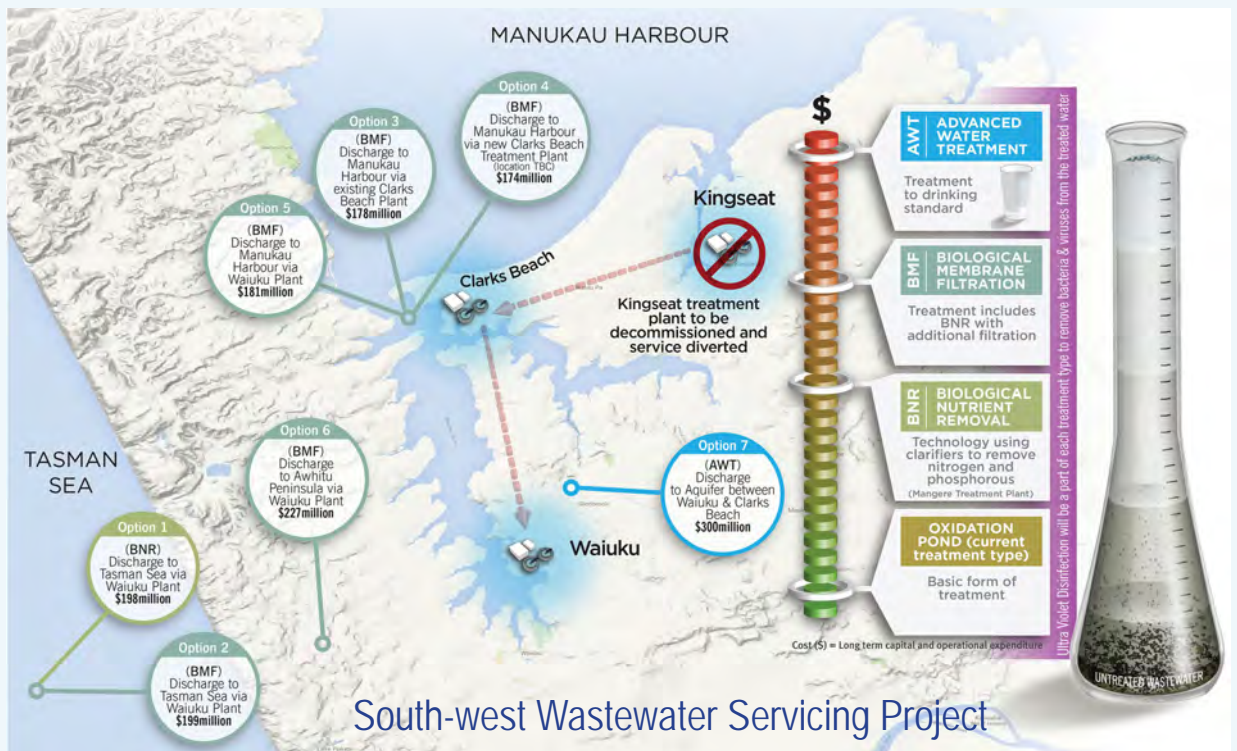 MANUKAU HARBOUR
Option 4
(BMF)
Discharge to
Manukau Harbour
via new Clarks Beach
Treatment Plant
(location TBC)
$174million
Option 3
(BMF)
Discharge to
Manukau
Harbour via
existing Clarks
Beach Plant
$178million
Option 5
(BMF)
Discharge to
Manukau
Harbour via
Waiuku Plant
$181million
Clarks Beach
Kingseat
Kingseat treatment
plant to be
decommissioned and
service diverted
TASMAN
SEA
Option 6
(BMF)
Discharge
to Awhitu
Peninsula via
Waiuku Plant
$227million
Option 7
(AWT)
Discharge
to Aquifer between
Waiuku & Clarks
Beach
$300million
Option 1
(BNR)
Discharge to
Tasman Sea via
Waiuku Plant
$198million
Waiuku
Option 2
(BMF)
Discharge to
Tasman Sea via
Waiuku Plant
$199million
$
AWT
ADVANCED
WATER
TREATMENT
Treatment
to drinking
standard
BMF
BIOLOGICAL
MEMBRANE
FILTRATION
Treatment includes
BNR with
additional filtration
BNR
BIOLOGICAL
NUTRIENT
REMOVAL
Technology using
clarifiers to remove
nitrogen and
phosphorous
(Mangere Treatment Plant)
OXIDATION
POND (current
treatment type)
Basic form of
treatment
Cost ($) = Long term capital and operational expenditure
Ultra Violet Disinfection will be a part of each treatment type to remove bacteria & viruses from the treated water
UNTREATED WASTEWATER
South-west Wastewater Servicing Project